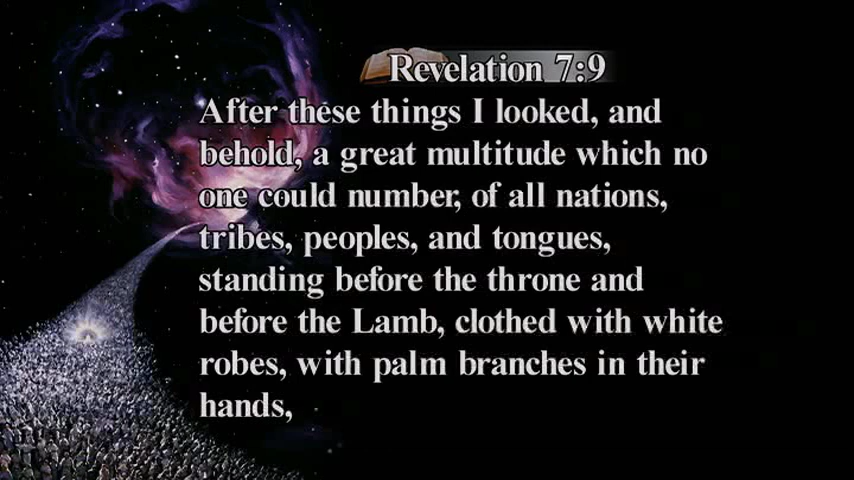 Revelation 7:9
After these things I looked, and
behold, a great multitude which no
one could number, of all nations,
tribes, peoples, and tongues,
standing before the throne and
before the Lamb, clothed with white
robes, with palm branches in their
hands,